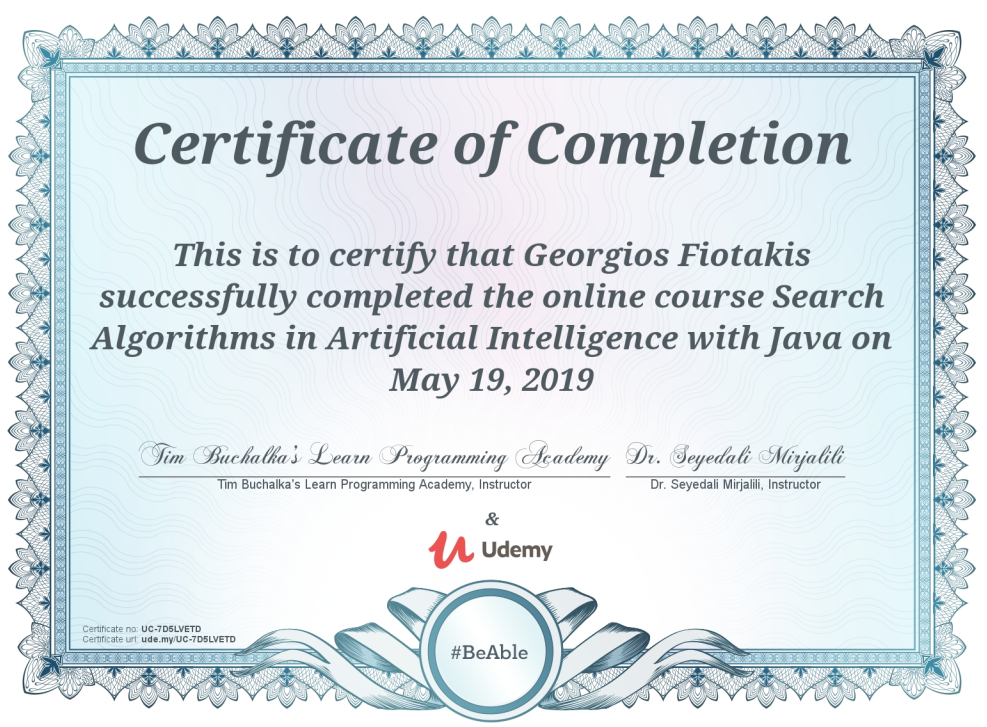 Certificate of Completion
This is to certify that Georgios Fiotakis
successfully completed the online course Search
Algorithms in Artificial Intelligence with Java on
May 19, 2019
Tim Buchalka's Learn Programming Academy Dr. Seyedali Mirjalili
Tim Buchalka's Learn Programming Academy, Instructor Dr. Seyedali Mirjalili, Instructor
&
Udemy
Certificate no: UC-7D5LVETD
Certificate url: ude.my/UC-7D5LVETD
#BeAble